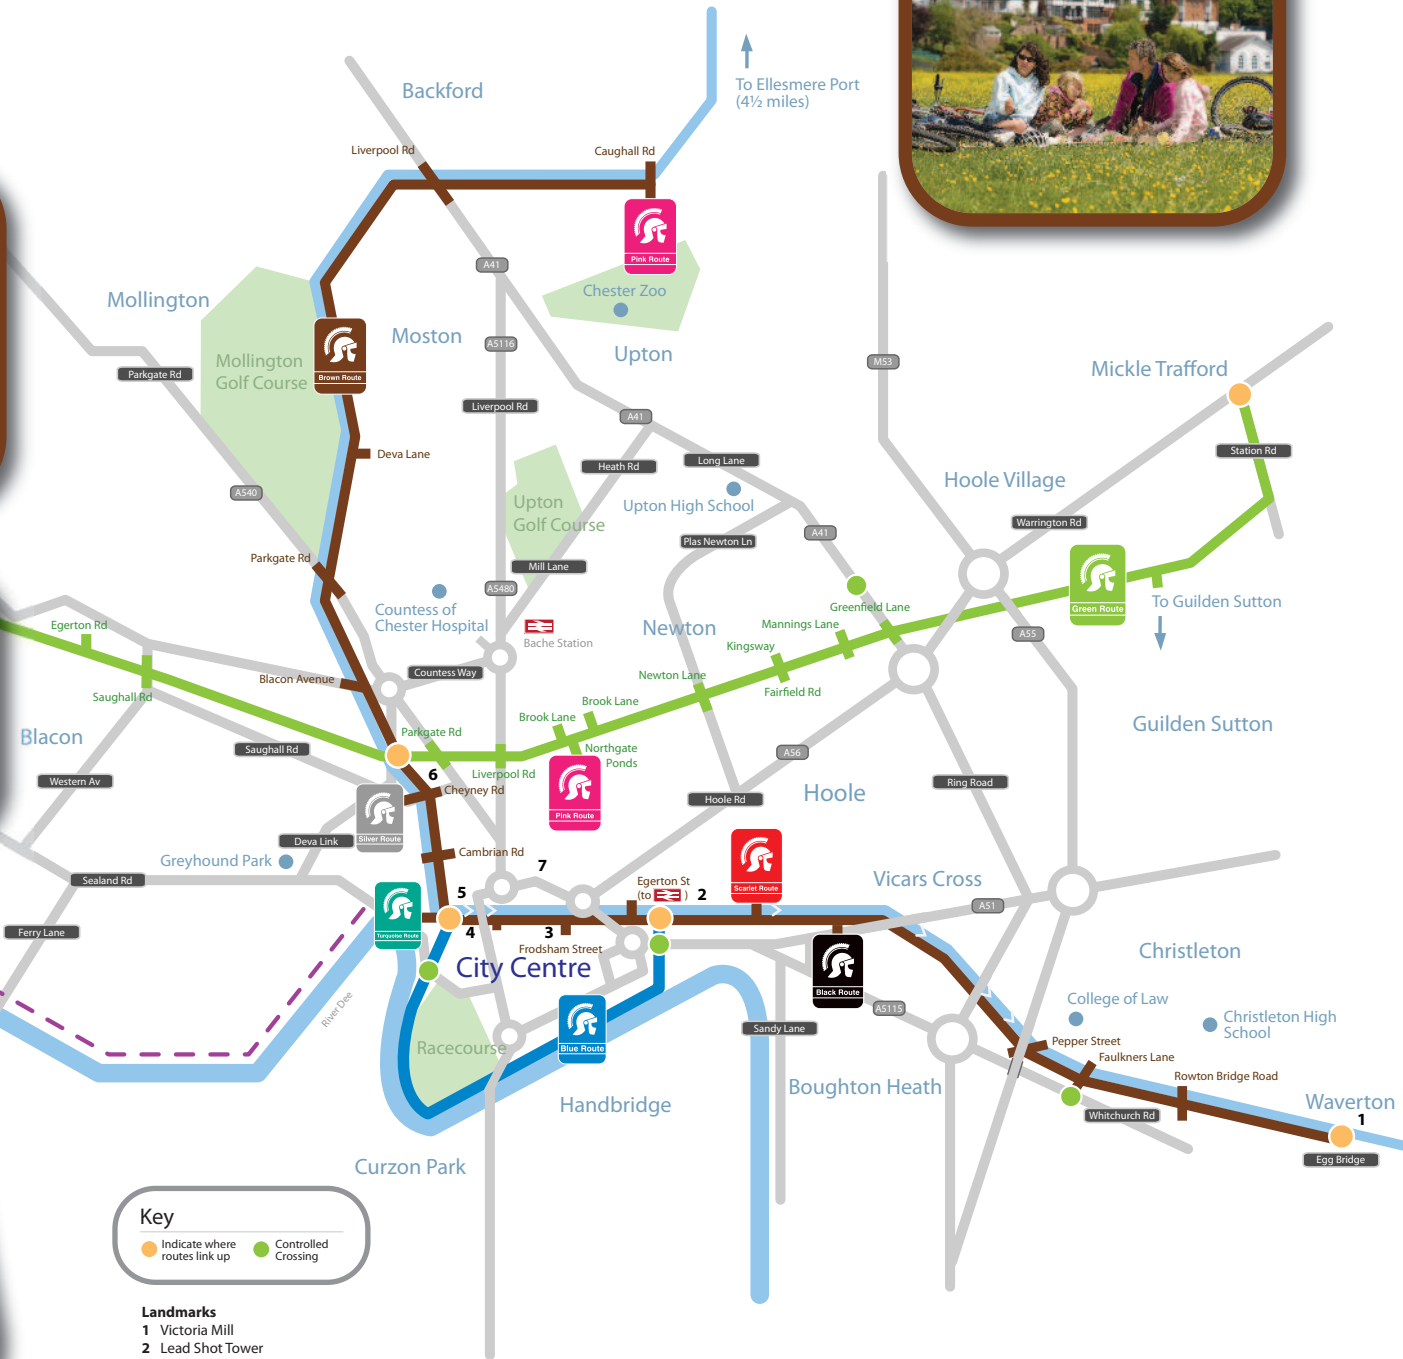 To Ellesmere Port
(4½ miles)
Backford
Liverpool Rd
Caughall Rd
Pink Route
A41
Chester Zoo
Mollington
Moston
A5116
Upton
Mollington
Golf Course
Brown Route
Parkgate Rd
M53
Mickle Trafford
Liverpool Rd
A41
Deva Lane
Station Rd
Heath Rd
Long Lane
Hoole Village
A540
Upton
Golf Course
Upton High School
Warrington Rd
A41
Plas Newton Ln
Parkgate Rd
Mill Lane
A5480
Countess of
Chester Hospital
Greenfield Lane
Green Route
To Guilden Sutton
Egerton Rd
Bache Station
Newton
Mannings Lane
A55
Kingsway
Countess Way
Blacon Avenue
Newton Lane
Fairfield Rd
Saughall Rd
Brook Lane
Brook Lane
Guilden Sutton
Blacon
Parkgate Rd
Saughall Rd
Northgate
Ponds
A56
6
Liverpool Rd
Western Av
Cheyney Rd
Ring Road
Silver Route
Pink Route
Hoole Rd
Hoole
Deva Link
Cambrian Rd
Greyhound Park
7
Sealand Rd
Egerton St
(to )
2
Scarlet Route
Vicars Cross
5
A51
Turquoise Route
Ferry Lane
4
3
Frodsham Street
City Centre
Christleton
Black Route
River Dee
A5115
College of Law
Christleton High
School
Sandy Lane
Blue Route
Racecourse
Pepper Street
Faulkners Lane
Rowton Bridge Road
Boughton Heath
Handbridge
Whitchurch Rd
Waverton
1
Egg Bridge
Curzon Park
Key
Indicate where
routes link up
Controlled
Crossing
Landmarks
1 Victoria Mill
2 Lead Shot Tower